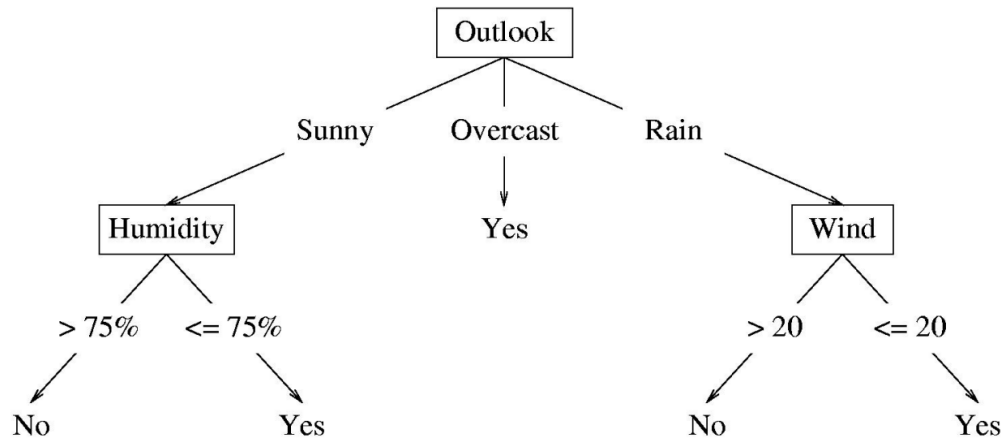 Outlook
Sunny Overcast Rain
Humidity Yes Wind
> 75% <= 75% > 20 <= 20
No Yes No Yes